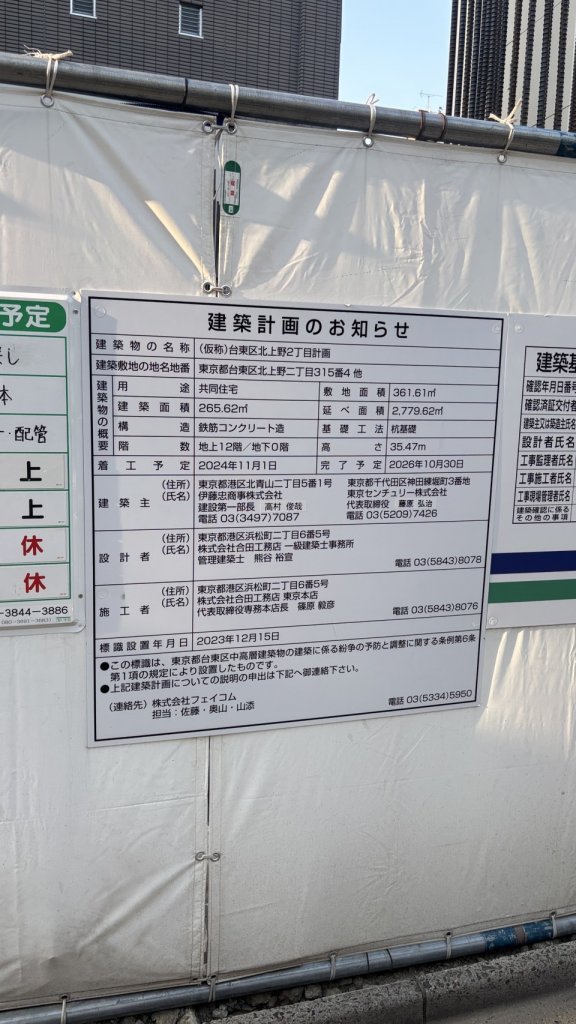 建築計画のお知らせ
建築物の名称 (仮称)台東区北上野2丁目計画
建築敷地の地名地番 東京都台東区北上野二丁目315番4 他
建築物の概要
用途 共同住宅 敷地面積 361.61㎡
建築面積 265.62㎡ 延べ面積 2,779.62㎡
構造 鉄筋コンクリート造 基礎工法 杭基礎
階数 地上12階/地下0階 高さ 35.47m
着工予定 2024年11月1日 完了予定 2026年10月30日
建築主 (住所)(氏名)
東京都港区北青山二丁目5番1号
伊藤忠商事株式会社
建設第一部長 高村 俊哉
電話 03(3497)7087
東京都千代田区神田練塀町3番地
東京センチュリー株式会社
代表取締役 藤原 弘治
電話 03(5209)7426
設計者 (住所)(氏名)
東京都港区浜松町二丁目6番5号
株式会社合田工務店 一級建築士事務所
管理建築士 熊谷 裕宣
電話 03(5843)8078
施工者 (住所)(氏名)
東京都港区浜松町二丁目6番5号
株式会社合田工務店 東京本店
代表取締役専務本店長 篠原 毅彦
電話 03(5843)8076
標識設置年月日 2023年12月15日
●この標識は、東京都台東区中高層建築物の建築に係る紛争の予防と調整に関する条例第6条
第1項の規定により設置したものです。
●上記建築計画についての説明の申出は下記へ御連絡下さい。
(連絡先) 株式会社フェイコム
担当:佐藤・奥山・山添
電話 03(5334)5950
予定
し
体
・配管
上
上
休
休
-3844-3886
建築基
確認年月日番号
確認済証交付者
建築主又は築造主氏名
設計者氏名
工事監理者氏名
工事施工者氏名
工事現場管理者氏名
建築確認に係る
その他の事項